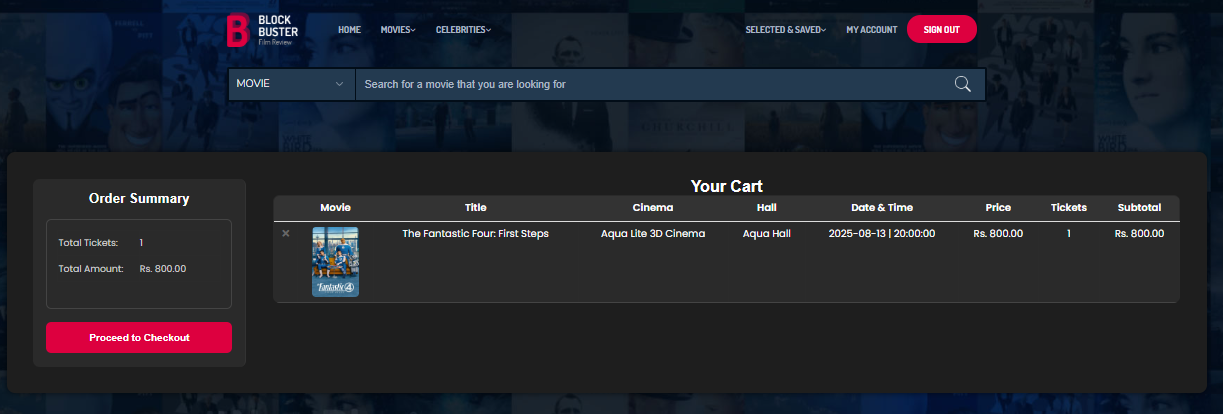 BLOCK
BUSTER
Film Review
HOME MOVIES CELEBRITIES SELECTED & SAVED MY ACCOUNT SIGN OUT
MOVIE Search for a movie that you are looking for
Order Summary
Total Tickets: 1
Total Amount: Rs. 800.00
Proceed to Checkout
Your Cart
Movie Title Cinema Hall Date & Time Price Tickets Subtotal
× The Fantastic Four: First Steps Aqua Lite 3D Cinema Aqua Hall 2025-08-13 | 20:00:00 Rs. 800.00 1 Rs. 800.00
Fantastic 4
CHURCHILL
WHITE
BIRD